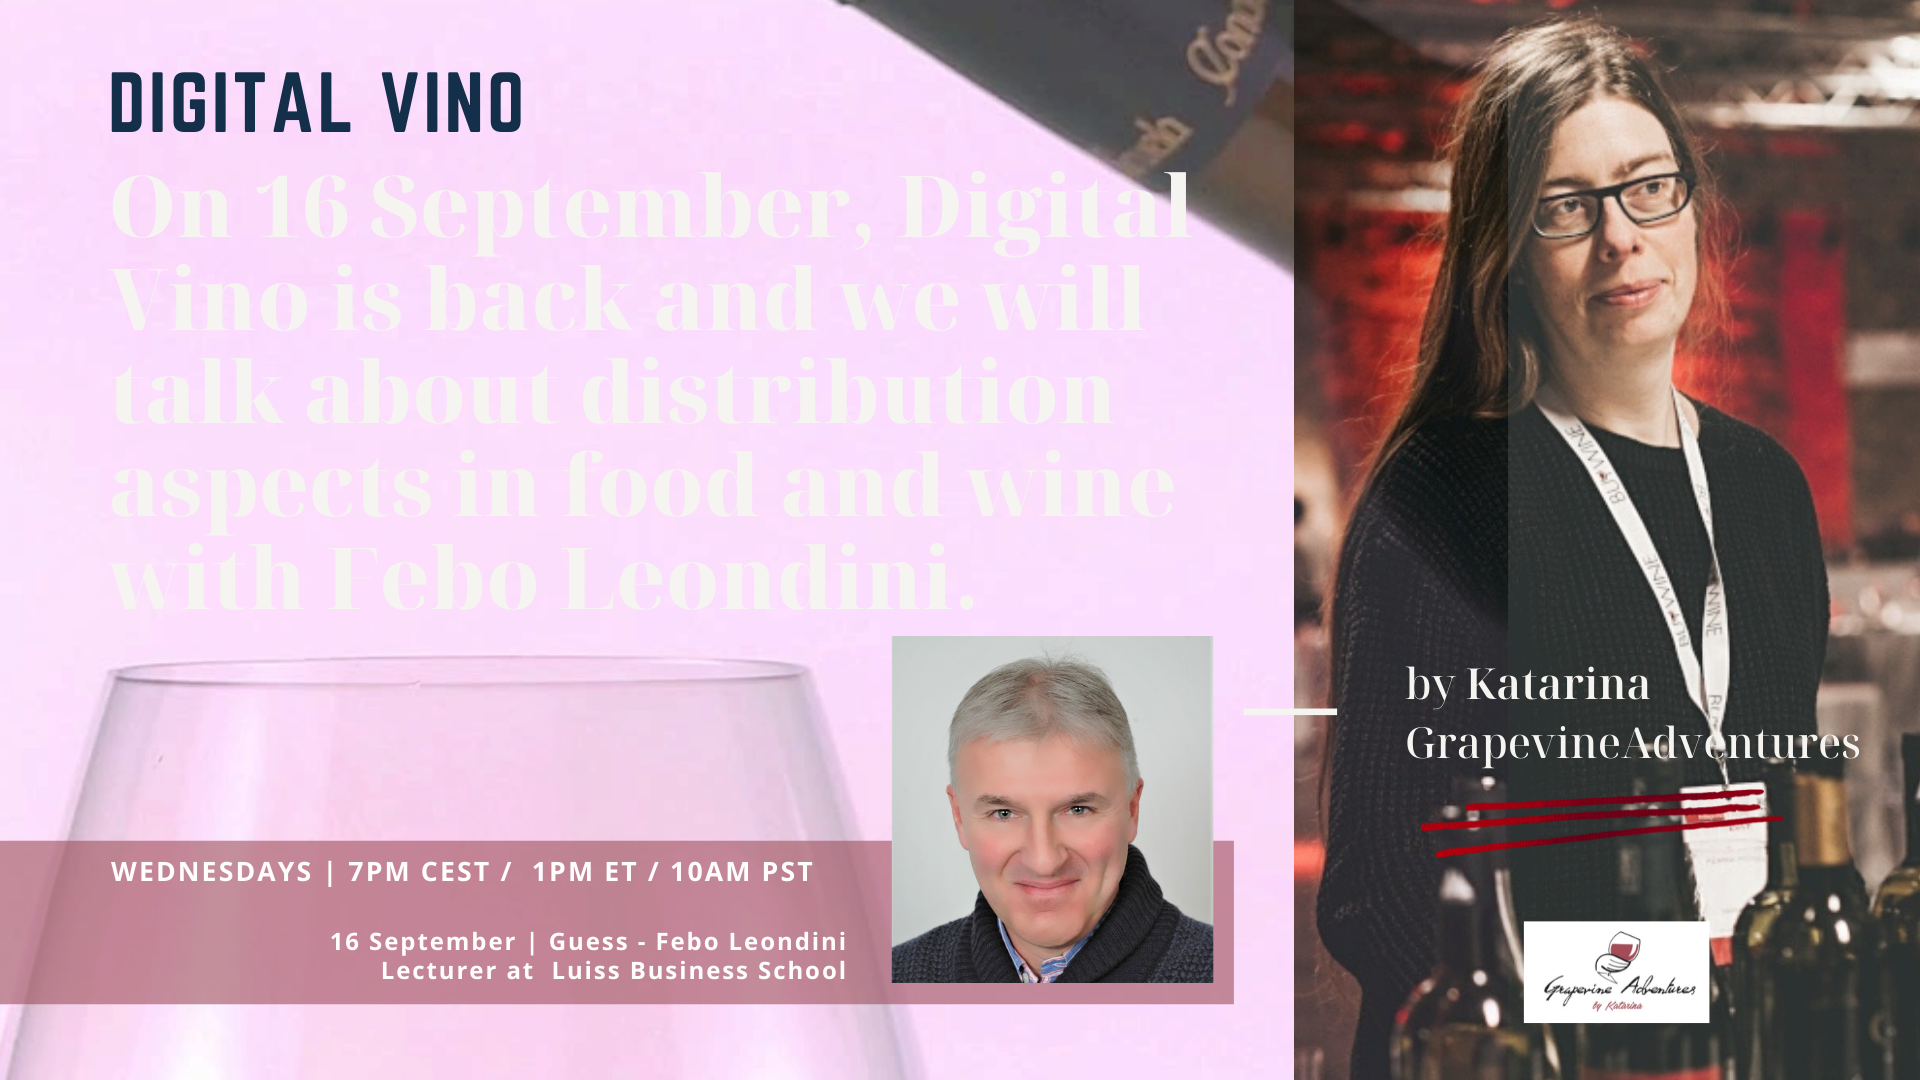 DIGITAL VINO
On 16 September, Digital
Vino is back and we will
talk about distribution
aspects in food and wine
with Febo Leondini.
WEDNESDAYS | 7PM CEST / 1PM ET / 10AM PST
16 September | Guess - Febo Leondini
Lecturer at Luiss Business School
BUYWINE
BUYWINE
by Katarina
GrapevineAdventures
Grapevine Adventures
by Katarina